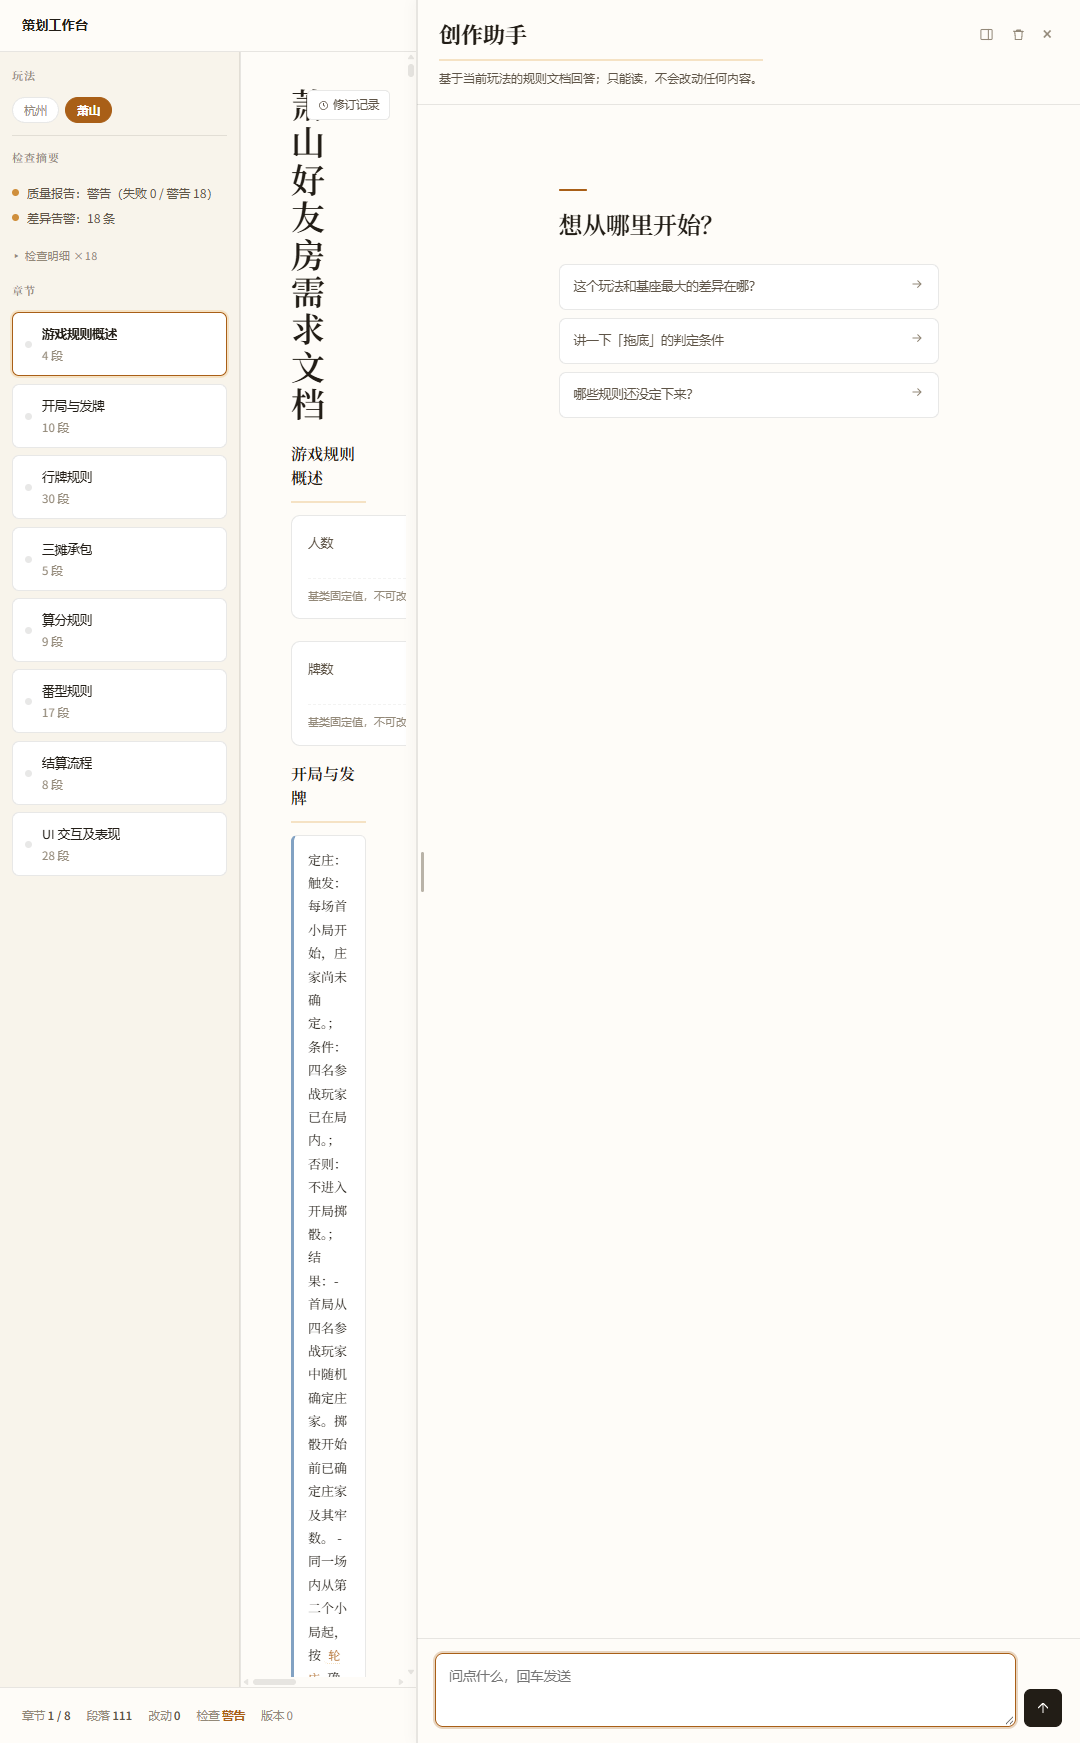 策划工作台
玩法
杭州
萧山
检查摘要
质量报告：警告（失败 0 / 警告 18）
差异告警：18 条
检查明细 ×18
章节
游戏规则概述
4 段
开局与发牌
10 段
行牌规则
30 段
三摊承包
5 段
算分规则
9 段
番型规则
17 段
结算流程
8 段
UI 交互及表现
28 段
修订记录
萧
山
好
友
房
需
求
文
档
游戏规则
概述
人数
基类固定值，不可改
牌数
基类固定值，不可改
开局与发
牌
定庄：
触发：
每场首
小局开
始，庄
家尚未
确
定。；
条件：
四名参
战玩家
已在局
内。；
否则：
不进入
开局掷
骰。；
结
果： -
首局从
四名参
战玩家
中随机
确定庄
家。掷
骰开始
前已确
定庄家
及其牢
数。 -
同一场
内从第
二个小
局起，
按 轮
章节 1 / 8
段落 111
改动 0
检查 警告
版本 0
创作助手
基于当前玩法的规则文档回答；只能读，不会改动任何内容。
想从哪里开始？
这个玩法和基座最大的差异在哪？
讲一下「拖底」的判定条件
哪些规则还没定下来？
问点什么，回车发送